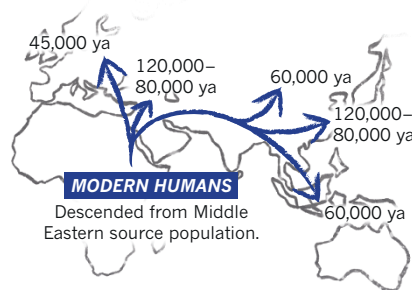 45,000 ya
120,000–
80,000 ya
60,000 ya
120,000–
80,000 ya
MODERN HUMANS
Descended from Middle
Eastern source population.
60,000 ya